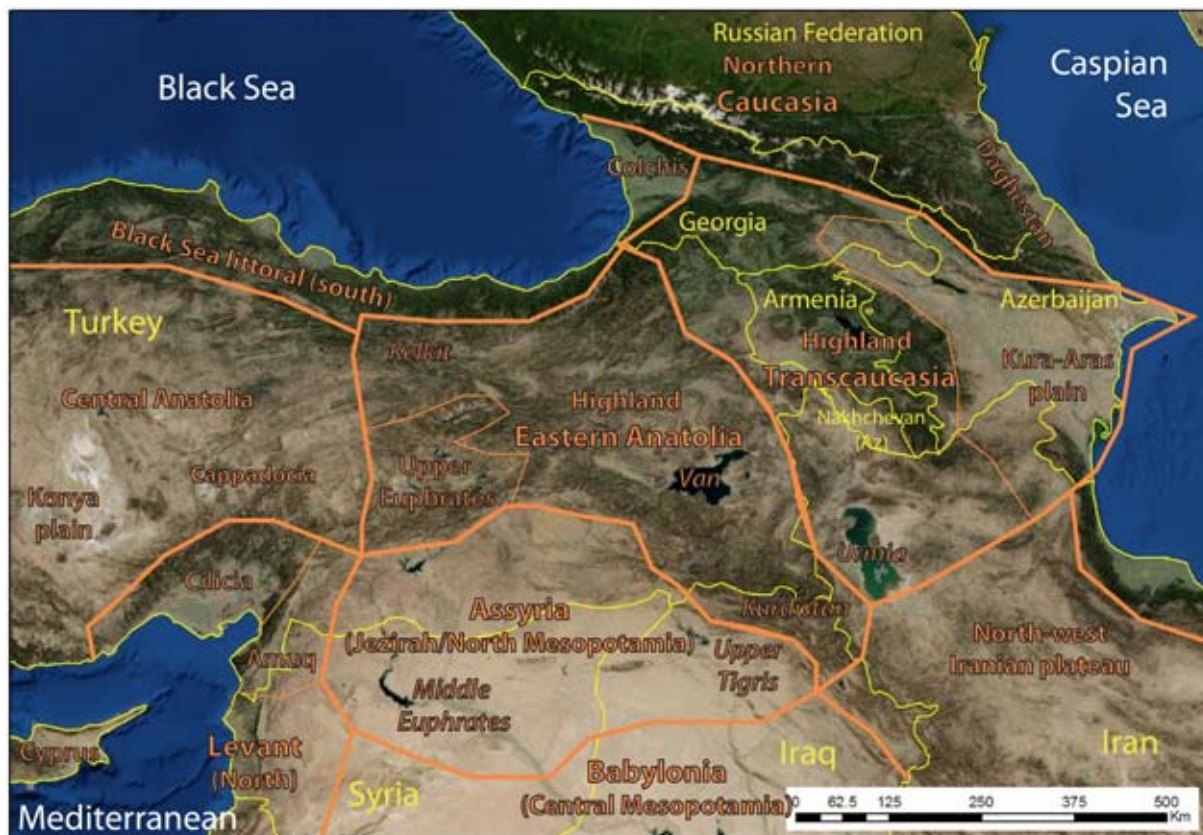 Russian Federation
Northern
Caucasia
Black Sea
Caspian
Sea
Daghestan
Colchis
Georgia
Black Sea littoral (south)
Turkey
Armenia
Azerbaijan
Kelkit
Highland
Transcaucasia
Kura-Aras
plain
Central Anatolia
Highland
Eastern Anatolia
Nakhchevan
(Az)
Upper
Euphrates
Van
Cappadocia
Konya
plain
Urmia
Cilicia
Assyria
(Jezirah/North Mesopotamia)
Kurdistan
North-west
Iranian plateau
Amuq
Upper
Tigris
Middle
Euphrates
Cyprus
Levant
(North)
Syria
Babylonia
(Central Mesopotamia)
Iraq
Iran
Mediterranean
0 62.5 125 250 375 500
Km